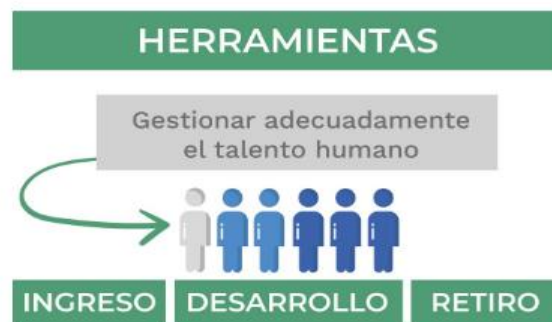 HERRAMIENTAS
Gestionar adecuadamente
el talento humano
INGRESO
DESARROLLO
RETIRO